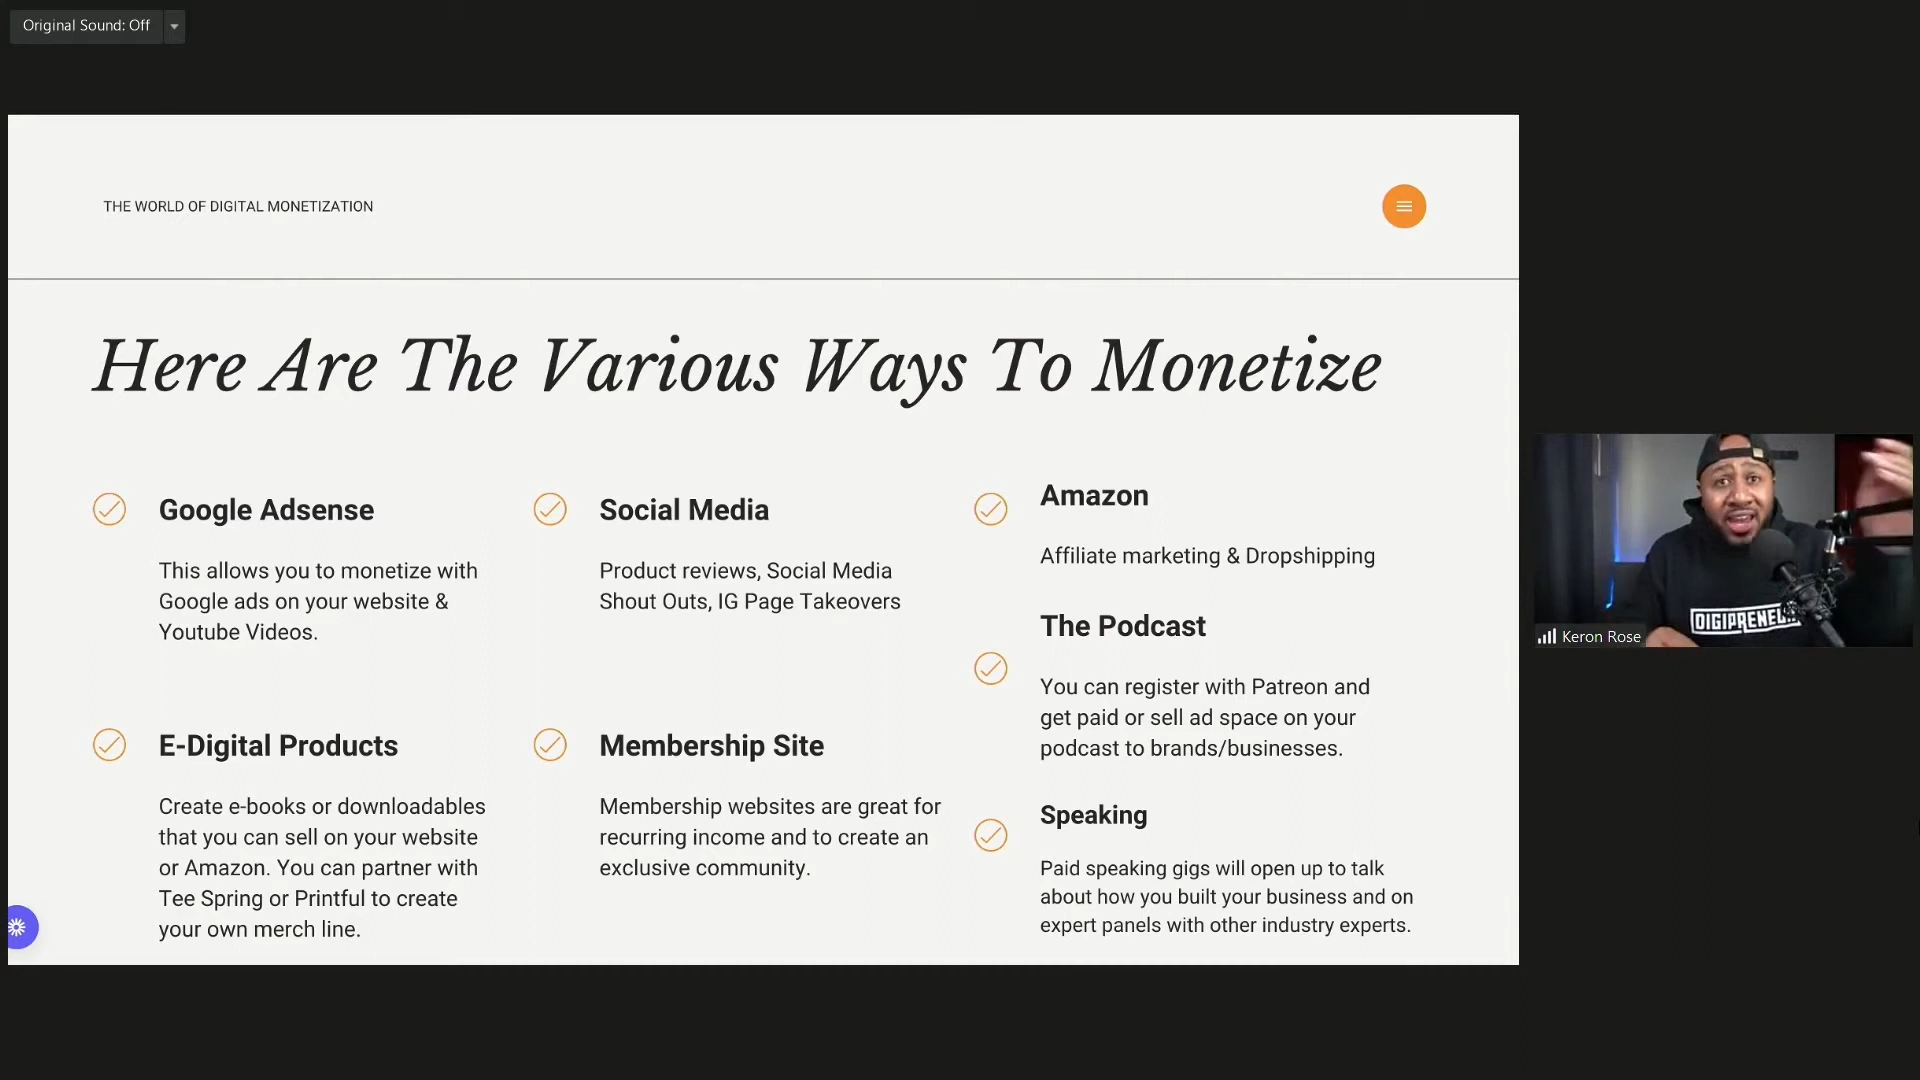 Original Sound: Off
THE WORLD OF DIGITAL MONETIZATION
Here Are The Various Ways To Monetize
Google Adsense
This allows you to monetize with
Google ads on your website &
Youtube Videos.
Social Media
Product reviews, Social Media
Shout Outs, IG Page Takeovers
Amazon
Affiliate marketing & Dropshipping
The Podcast
You can register with Patreon and
get paid or sell ad space on your
podcast to brands/businesses.
E-Digital Products
Create e-books or downloadables
that you can sell on your website
or Amazon. You can partner with
Tee Spring or Printful to create
your own merch line.
Membership Site
Membership websites are great for
recurring income and to create an
exclusive community.
Speaking
Paid speaking gigs will open up to talk
about how you built your business and on
expert panels with other industry experts.
Keron Rose